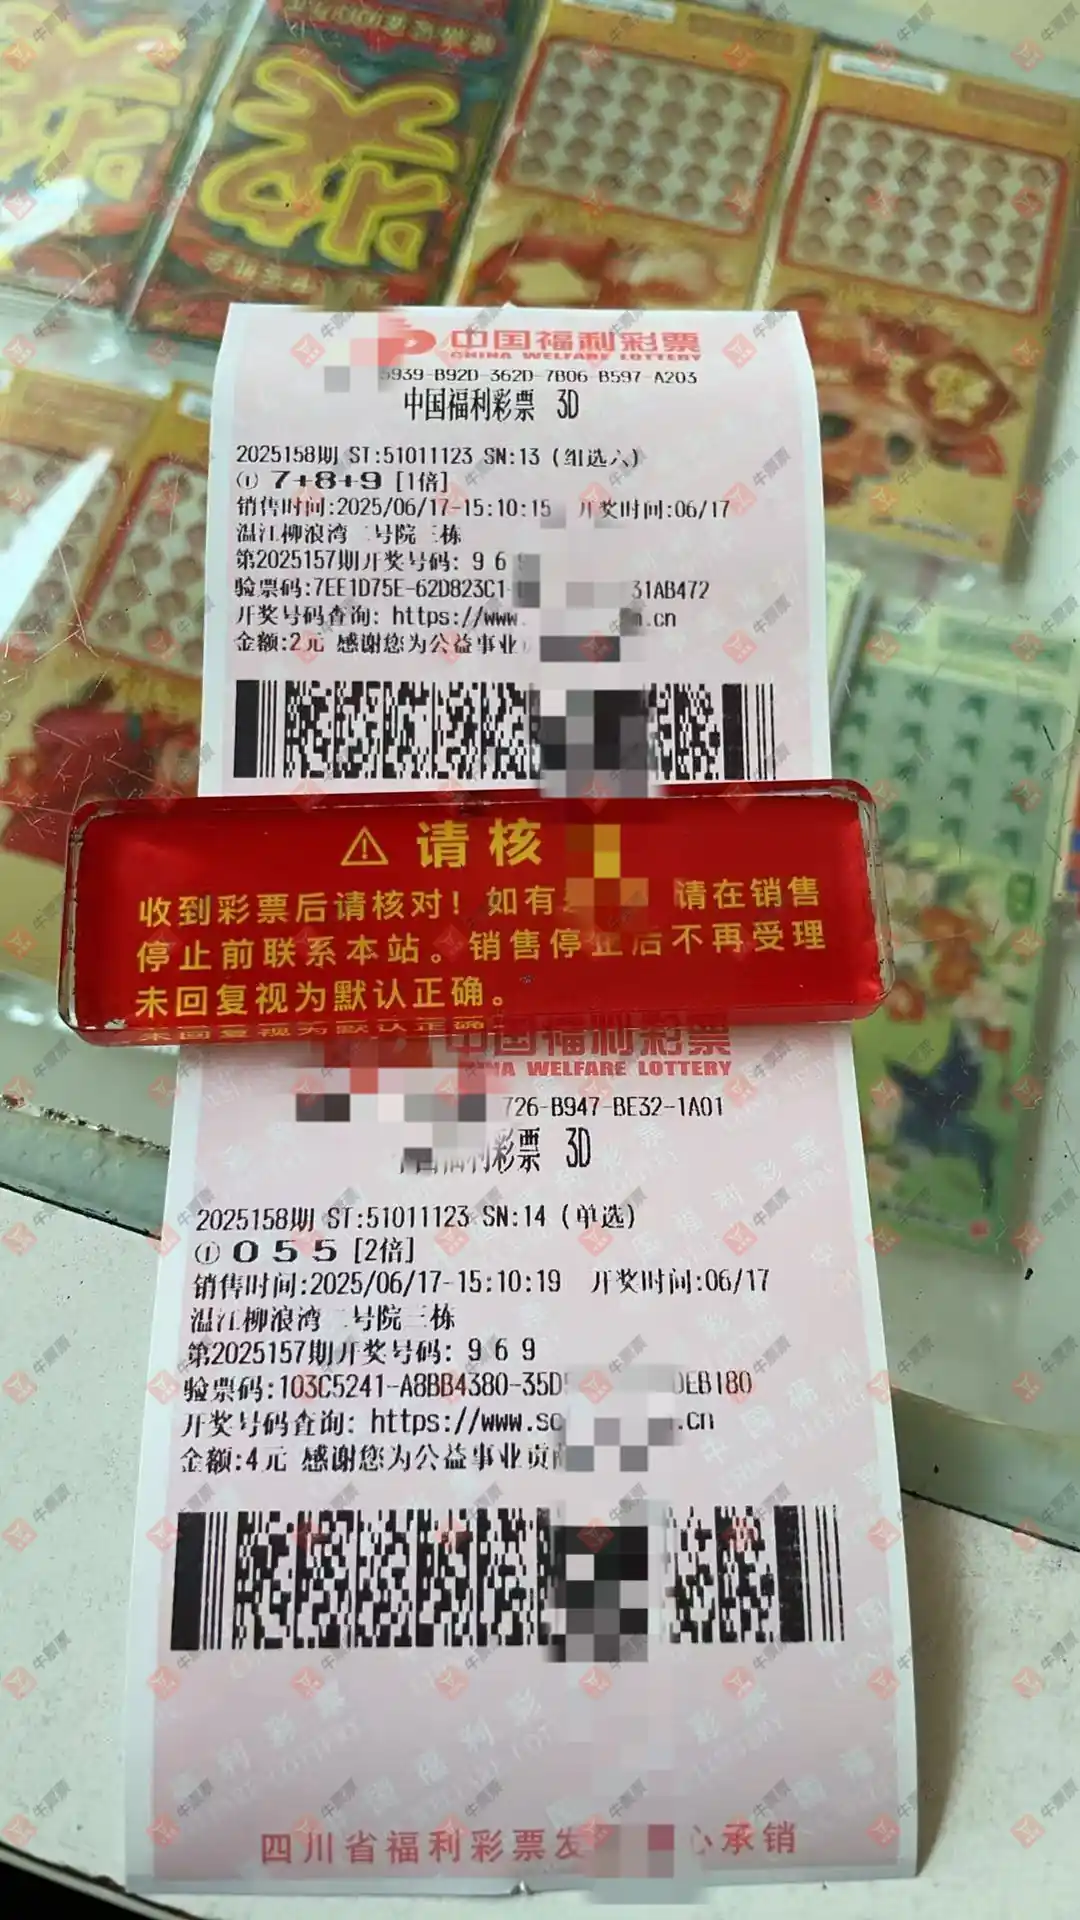 中国福利彩票
CHINA WELFARE LOTTERY
5939-B92D-362D-7B06-B597-A203
中国福利彩票 3D
2025158期 ST:51011123 SN:13 (组选六)
① 7+8+9 [1倍]
销售时间:2025/06/17-15:10:15 开奖时间:06/17
温江柳浪湾二号院三栋
第2025157期开奖号码: 9 6
验票码:7EE1D75E-62D823C1- 31AB472
开奖号码查询: https://www. .cn
金额:2元 感谢您为公益事业
⚠ 请核
收到彩票后请核对！如有 请在销售
停止前联系本站。销售停止后不再受理
未回复视为默认正确。
中国福利彩票
NA WELFARE LOTTERY
726-B947-BE32-1A01
福利彩票 3D
2025158期 ST:51011123 SN:14 (单选)
① 0 5 5 [2倍]
销售时间:2025/06/17-15:10:19 开奖时间:06/17
温江柳浪湾二号院三栋
第2025157期开奖号码: 9 6 9
验票码:103C5241-A8BB4380-35D 0EB180
开奖号码查询: https://www.sc .cn
金额:4元 感谢您为公益事业贡
四川省福利彩票发 心承销
牛票票